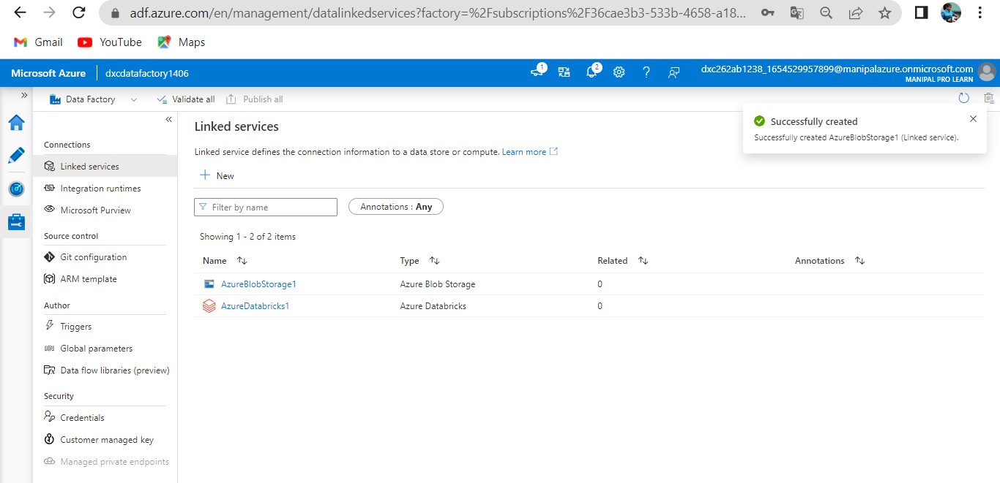 adf.azure.com/en/management/datalinkedservices?factory=%2Fsubscriptions%2F36cae3b3-533b-4658-a18...
Gmail YouTube Maps
Microsoft Azure dxcdatafactory1406 1 2 dxc262ab1238_1654529957899@manipalazure.onmicrosoft.com
MANIPAL PRO LEARN
Data Factory Validate all Publish all
Successfully created
Successfully created AzureBlobStorage1 (Linked service).
Connections
Linked services
Integration runtimes
Microsoft Purview
Source control
Git configuration
ARM template
Author
Triggers
Global parameters
Data flow libraries (preview)
Security
Credentials
Customer managed key
Managed private endpoints
Linked services
Linked service defines the connection information to a data store or compute. Learn more
New
Filter by name Annotations : Any
Showing 1 - 2 of 2 items
Name Type Related Annotations
AzureBlobStorage1 Azure Blob Storage 0
AzureDatabricks1 Azure Databricks 0